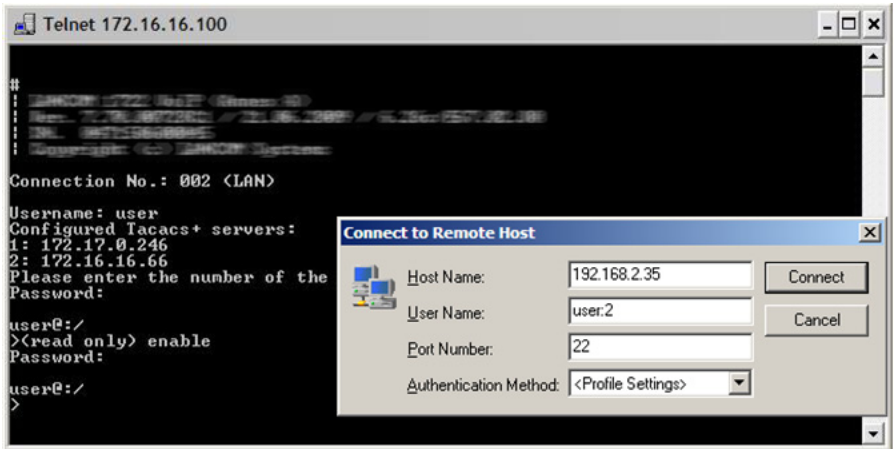 Telnet 172.16.16.100
#
Connection No.: 002 (LAN)
Username: user
Configured Tacacs+ servers:
1: 172.17.0.246
2: 172.16.16.66
Please enter the number of the
Password:
user@:/
>(read only) enable
Password:
user@:/
>
Connect to Remote Host
Host Name:
192.168.2.35
Connect
User Name:
user:2
Cancel
Port Number:
22
Authentication Method:
<Profile Settings>